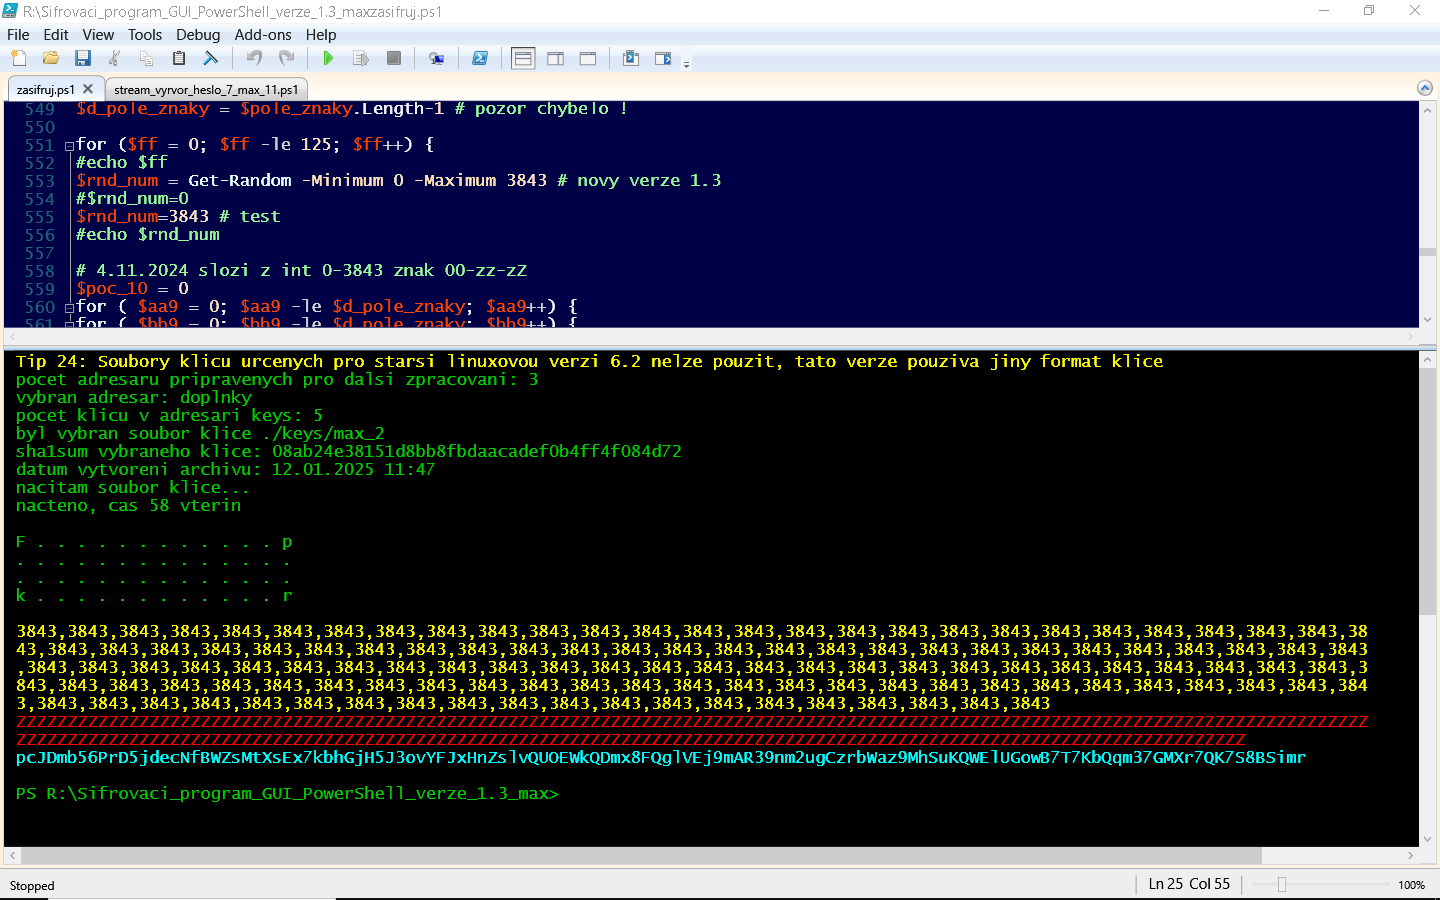 R:\Sifrovaci_program_GUI_PowerShell_verze_1.3_maxzasifruj.ps1
File Edit View Tools Debug Add-ons Help
zasifruj.ps1 stream_vyrvor_heslo_7_max_11.ps1
549 $d_pole_znaky = $pole_znaky.Length-1 # pozor chybelo !
550
551 for ($ff = 0; $ff -le 125; $ff++) {
552 #echo $ff
553 $rnd_num = Get-Random -Minimum 0 -Maximum 3843 # novy verze 1.3
554 #$rnd_num=0
555 $rnd_num=3843 # test
556 #echo $rnd_num
557
558 # 4.11.2024 slozi z int 0-3843 znak 00-zz-zZ
559 $poc_10 = 0
560 for ( $aa9 = 0; $aa9 -le $d_pole_znaky; $aa9++) {
561 for ( $bb9 = 0; $bb9 -le $d_pole_znaky; $bb9++) {
Tip 24: Soubory klicu urcenych pro starsi linuxovou verzi 6.2 nelze pouzit, tato verze pouziva jiny format klice
pocet adresaru pripravenych pro dalsi zpracovani: 3
vybran adresar: doplnky
pocet klicu v adresari keys: 5
byl vybran soubor klice ./keys/max_2
sha1sum vybraneho klice: 08ab24e38151d8bb8fbdaacadef0b4ff4f084d72
datum vytvoreni archivu: 12.01.2025 11:47
nacitam soubor klice...
nacteno, cas 58 vterin
F . . . . . . . . . . . . p
. . . . . . . . . . . . . .
. . . . . . . . . . . . . .
k . . . . . . . . . . . . r
3843,3843,3843,3843,3843,3843,3843,3843,3843,3843,3843,3843,3843,3843,3843,3843,3843,3843,3843,3843,3843,3843,3843,3843,3843,3843,38
43,3843,3843,3843,3843,3843,3843,3843,3843,3843,3843,3843,3843,3843,3843,3843,3843,3843,3843,3843,3843,3843,3843,3843,3843,3843,3843
,3843,3843,3843,3843,3843,3843,3843,3843,3843,3843,3843,3843,3843,3843,3843,3843,3843,3843,3843,3843,3843,3843,3843,3843,3843,3843,3
843,3843,3843,3843,3843,3843,3843,3843,3843,3843,3843,3843,3843,3843,3843,3843,3843,3843,3843,3843,3843,3843,3843,3843,3843,3843,384
3,3843,3843,3843,3843,3843,3843,3843,3843,3843,3843,3843,3843,3843,3843,3843,3843,3843,3843,3843,3843
zZzZzZzZzZzZzZzZzZzZzZzZzZzZzZzZzZzZzZzZzZzZzZzZzZzZzZzZzZzZzZzZzZzZzZzZzZzZzZzZzZzZzZzZzZzZzZzZzZzZzZzZzZzZzZzZzZzZzZzZzZzZzZzZzZzZ
zZzZzZzZzZzZzZzZzZzZzZzZzZzZzZzZzZzZzZzZzZzZzZzZzZzZzZzZzZzZzZzZzZzZzZzZzZzZzZzZzZzZzZzZzZzZzZzZzZzZzZzZzZzZzZzZzZzZzZzZ
pcJDmb56PrD5jdecNfBWZsMtXsEx7kbhGjH5J3ovYFJxHnZslvQUOEWkQDmx8FQglVEj9mAR39nm2ugCzrbWaz9MhSuKQWElUGowB7T7KbQqm37GMXr7QK7S8BSimr
PS R:\Sifrovaci_program_GUI_PowerShell_verze_1.3_max>
Stopped Ln 25 Col 55 100%